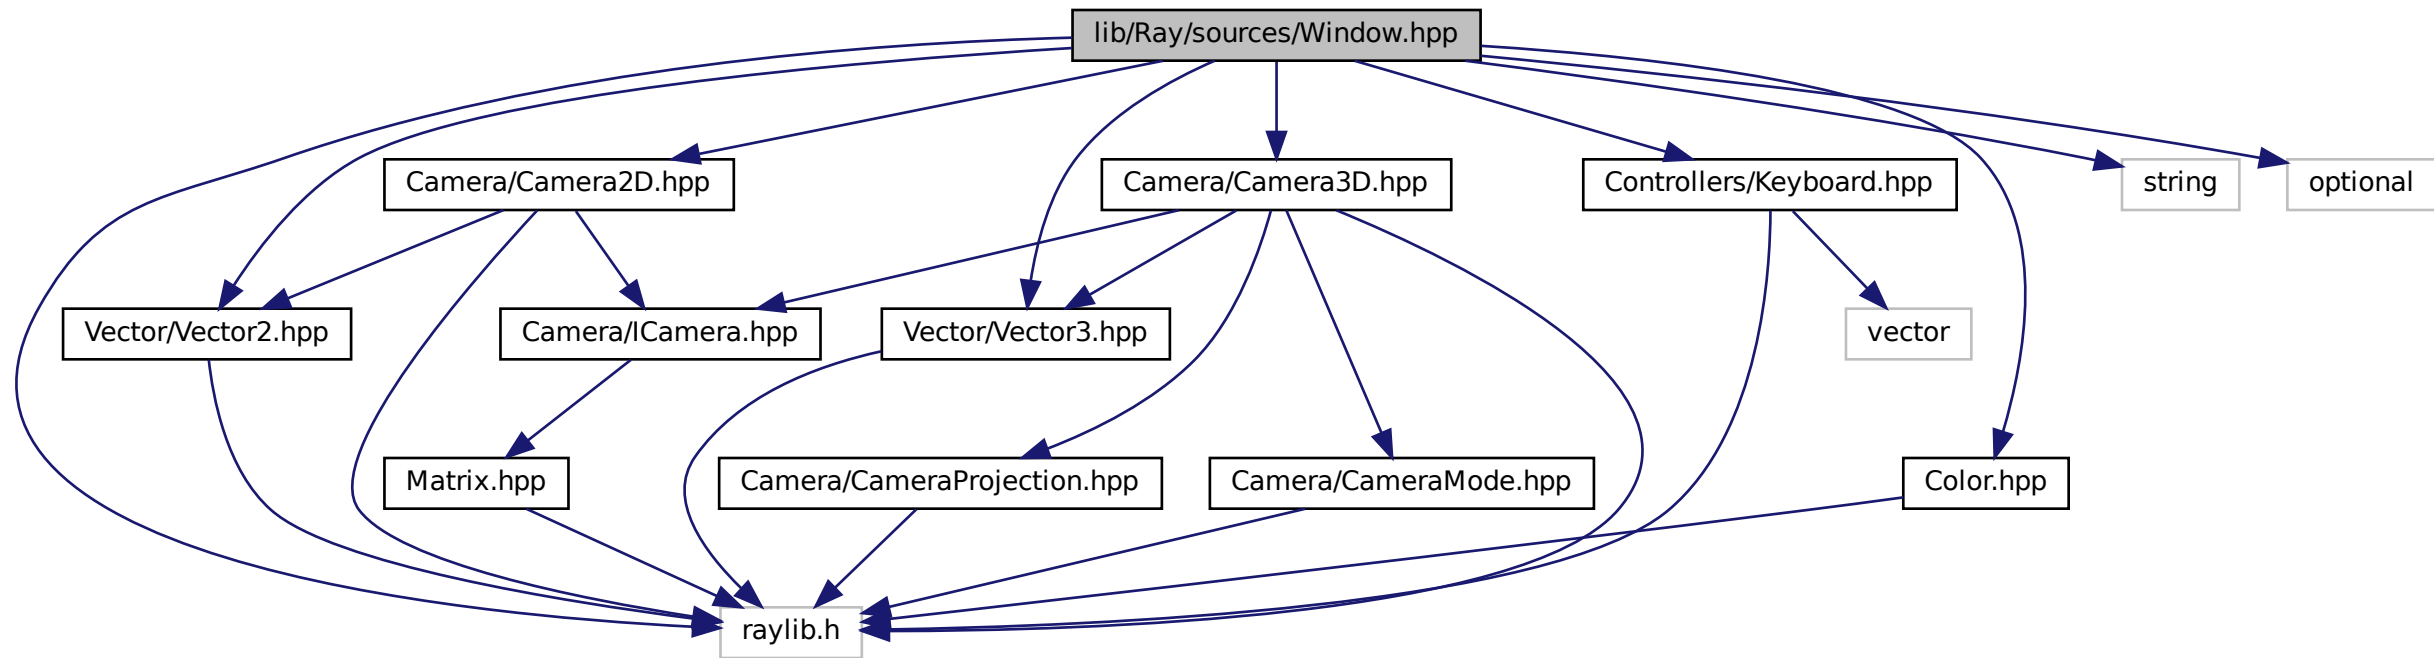 lib/Ray/sources/Window.hpp
Camera/Camera2D.hpp
Camera/Camera3D.hpp
Controllers/Keyboard.hpp
string
optional
Vector/Vector2.hpp
Camera/ICamera.hpp
Vector/Vector3.hpp
vector
Matrix.hpp
Camera/CameraProjection.hpp
Camera/CameraMode.hpp
Color.hpp
raylib.h